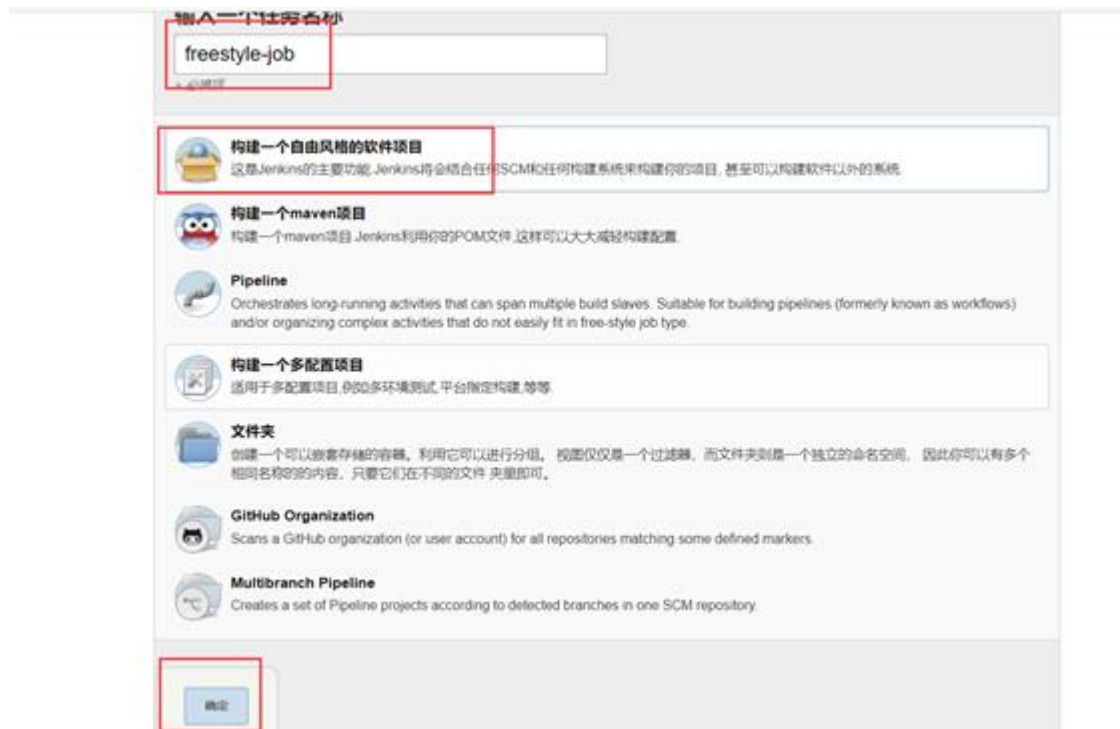 输入一个任务名称
freestyle-job
» 必填项
构建一个自由风格的软件项目
这是Jenkins的主要功能.Jenkins将会结合任何SCM和任何构建系统来构建你的项目, 甚至可以构建软件以外的系统.
构建一个maven项目
构建一个maven项目.Jenkins利用你的POM文件,这样可以大大减轻构建配置.
Pipeline
Orchestrates long-running activities that can span multiple build slaves. Suitable for building pipelines (formerly known as workflows)
and/or organizing complex activities that do not easily fit in free-style job type.
构建一个多配置项目
适用于多配置项目,例如多环境测试,平台指定构建,等等.
文件夹
创建一个可以嵌套存储的容器。利用它可以进行分组。 视图仅仅是一个过滤器，而文件夹则是一个独立的命名空间， 因此你可以有多个
相同名称的的内容，只要它们在不同的文件 夹里即可。
GitHub Organization
Scans a GitHub organization (or user account) for all repositories matching some defined markers.
Multibranch Pipeline
Creates a set of Pipeline projects according to detected branches in one SCM repository.
确定